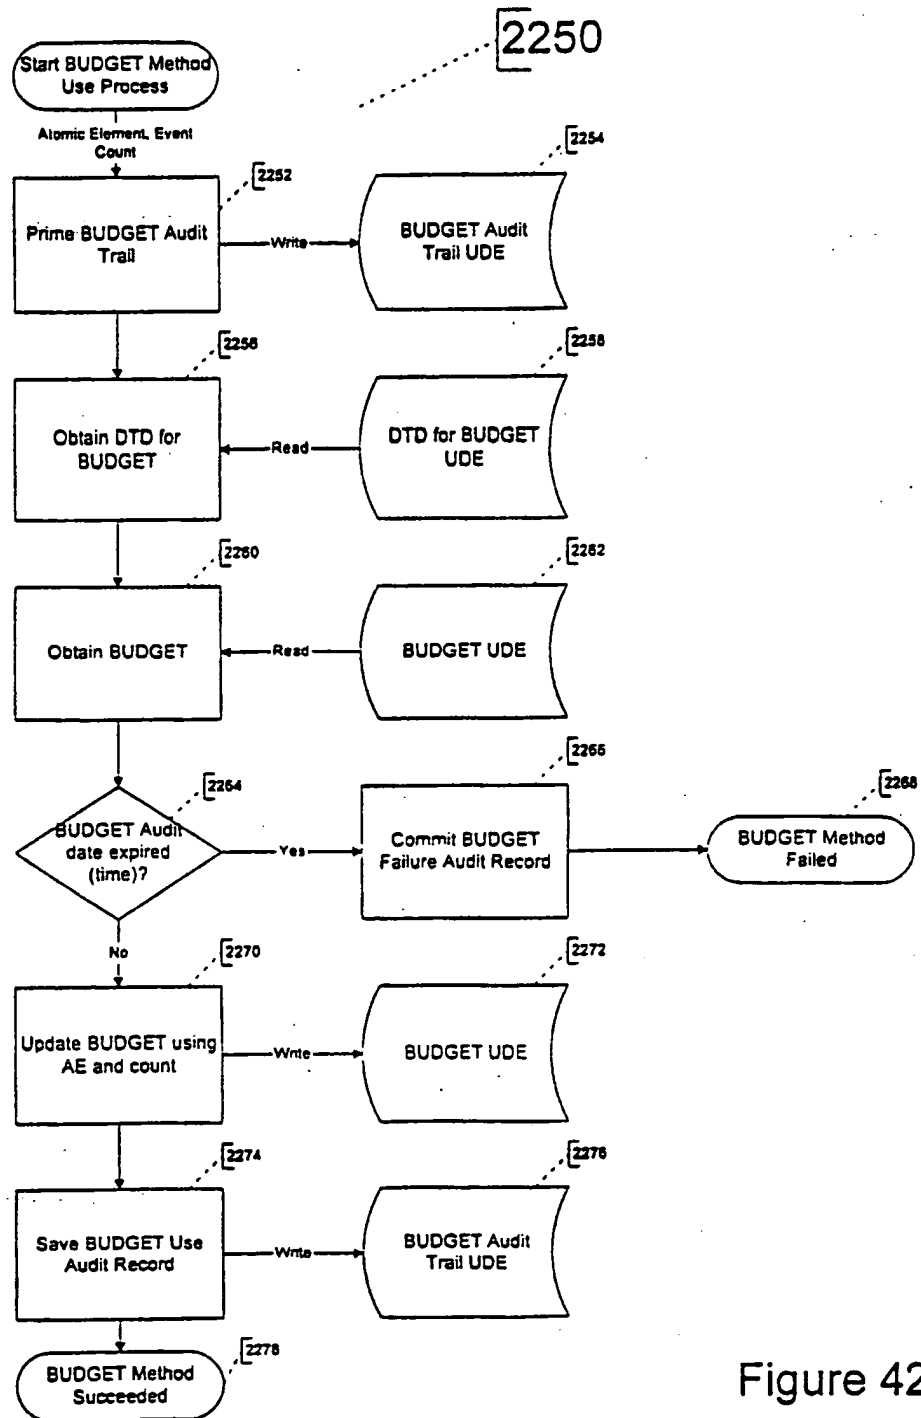 2250
Start BUDGET Method
Use Process
Atomic Element, Event
Count
2252
2254
Prime BUDGET Audit
Trail
Write
BUDGET Audit
Trail UDE
2256
2258
Obtain DTD for
BUDGET
Read
DTD for BUDGET
UDE
2260
2262
Obtain BUDGET
Read
BUDGET UDE
2264
2265
2268
BUDGET Audit
date expired
(time)?
Yes
Commit BUDGET
Failure Audit Record
BUDGET Method
Failed
No
2270
2272
Update BUDGET using
AE and count
Write
BUDGET UDE
2274
2276
Save BUDGET Use
Audit Record
Write
BUDGET Audit
Trail UDE
2278
BUDGET Method
Succeeded
Figure 42